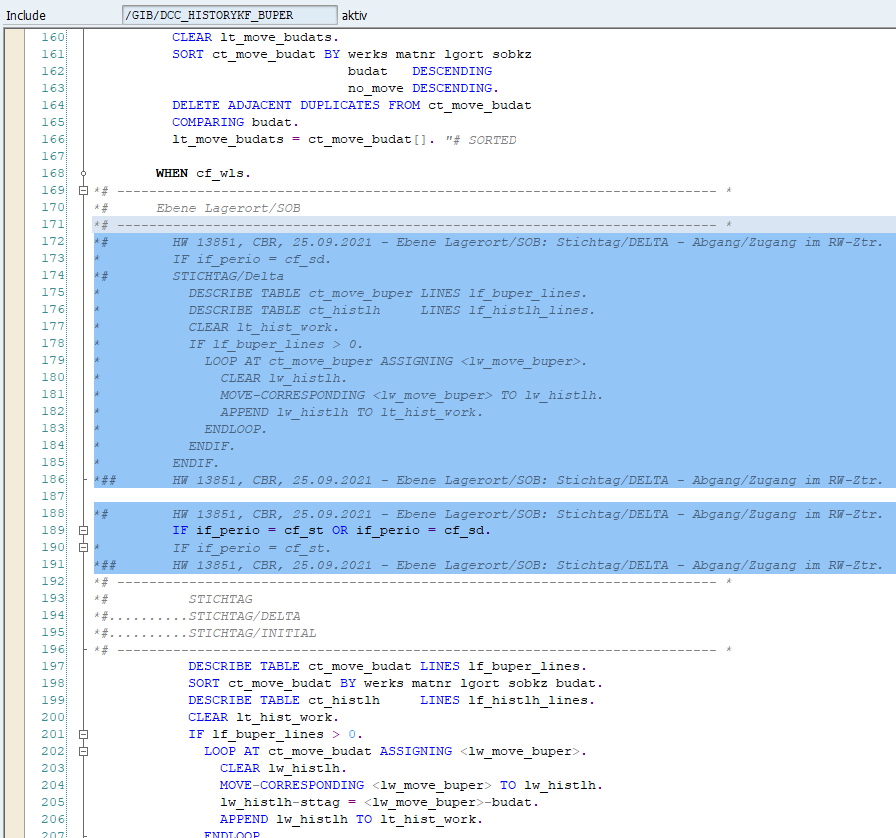 Include /GIB/DCC_HISTORYKF_BUPER aktiv
160 CLEAR lt_move_budats.
161 SORT ct_move_budat BY werks matnr lgort sobkz
162 budat DESCENDING
163 no_move DESCENDING.
164 DELETE ADJACENT DUPLICATES FROM ct_move_budat
165 COMPARING budat.
166 lt_move_budats = ct_move_budat[]. "# SORTED
167
168 WHEN cf_wls.
169 *# --------------------------------------------------------------------------- *
170 *# Ebene Lagerort/SOB
171 *# --------------------------------------------------------------------------- *
172 *# HW 13851, CBR, 25.09.2021 - Ebene Lagerort/SOB: Stichtag/DELTA - Abgang/Zugang im RW-Ztr.
173 * IF if_perio = cf_sd.
174 *# STICHTAG/Delta
175 * DESCRIBE TABLE ct_move_buper LINES lf_buper_lines.
176 * DESCRIBE TABLE ct_histlh LINES lf_histlh_lines.
177 * CLEAR lt_hist_work.
178 * IF lf_buper_lines > 0.
179 * LOOP AT ct_move_buper ASSIGNING <lw_move_buper>.
180 * CLEAR lw_histlh.
181 * MOVE-CORRESPONDING <lw_move_buper> TO lw_histlh.
182 * APPEND lw_histlh TO lt_hist_work.
183 * ENDLOOP.
184 * ENDIF.
185 * ENDIF.
186 *## HW 13851, CBR, 25.09.2021 - Ebene Lagerort/SOB: Stichtag/DELTA - Abgang/Zugang im RW-Ztr.
187
188 *# HW 13851, CBR, 25.09.2021 - Ebene Lagerort/SOB: Stichtag/DELTA - Abgang/Zugang im RW-Ztr.
189 IF if_perio = cf_st OR if_perio = cf_sd.
190 * IF if_perio = cf_st.
191 *## HW 13851, CBR, 25.09.2021 - Ebene Lagerort/SOB: Stichtag/DELTA - Abgang/Zugang im RW-Ztr.
192 *# --------------------------------------------------------------------------- *
193 *# STICHTAG
194 *#..........STICHTAG/DELTA
195 *#..........STICHTAG/INITIAL
196 *# --------------------------------------------------------------------------- *
197 DESCRIBE TABLE ct_move_budat LINES lf_buper_lines.
198 SORT ct_move_budat BY werks matnr lgort sobkz budat.
199 DESCRIBE TABLE ct_histlh LINES lf_histlh_lines.
200 CLEAR lt_hist_work.
201 IF lf_buper_lines > 0.
202 LOOP AT ct_move_budat ASSIGNING <lw_move_buper>.
203 CLEAR lw_histlh.
204 MOVE-CORRESPONDING <lw_move_buper> TO lw_histlh.
205 lw_histlh-sttag = <lw_move_buper>-budat.
206 APPEND lw_histlh TO lt_hist_work.
207 ENDLOOP